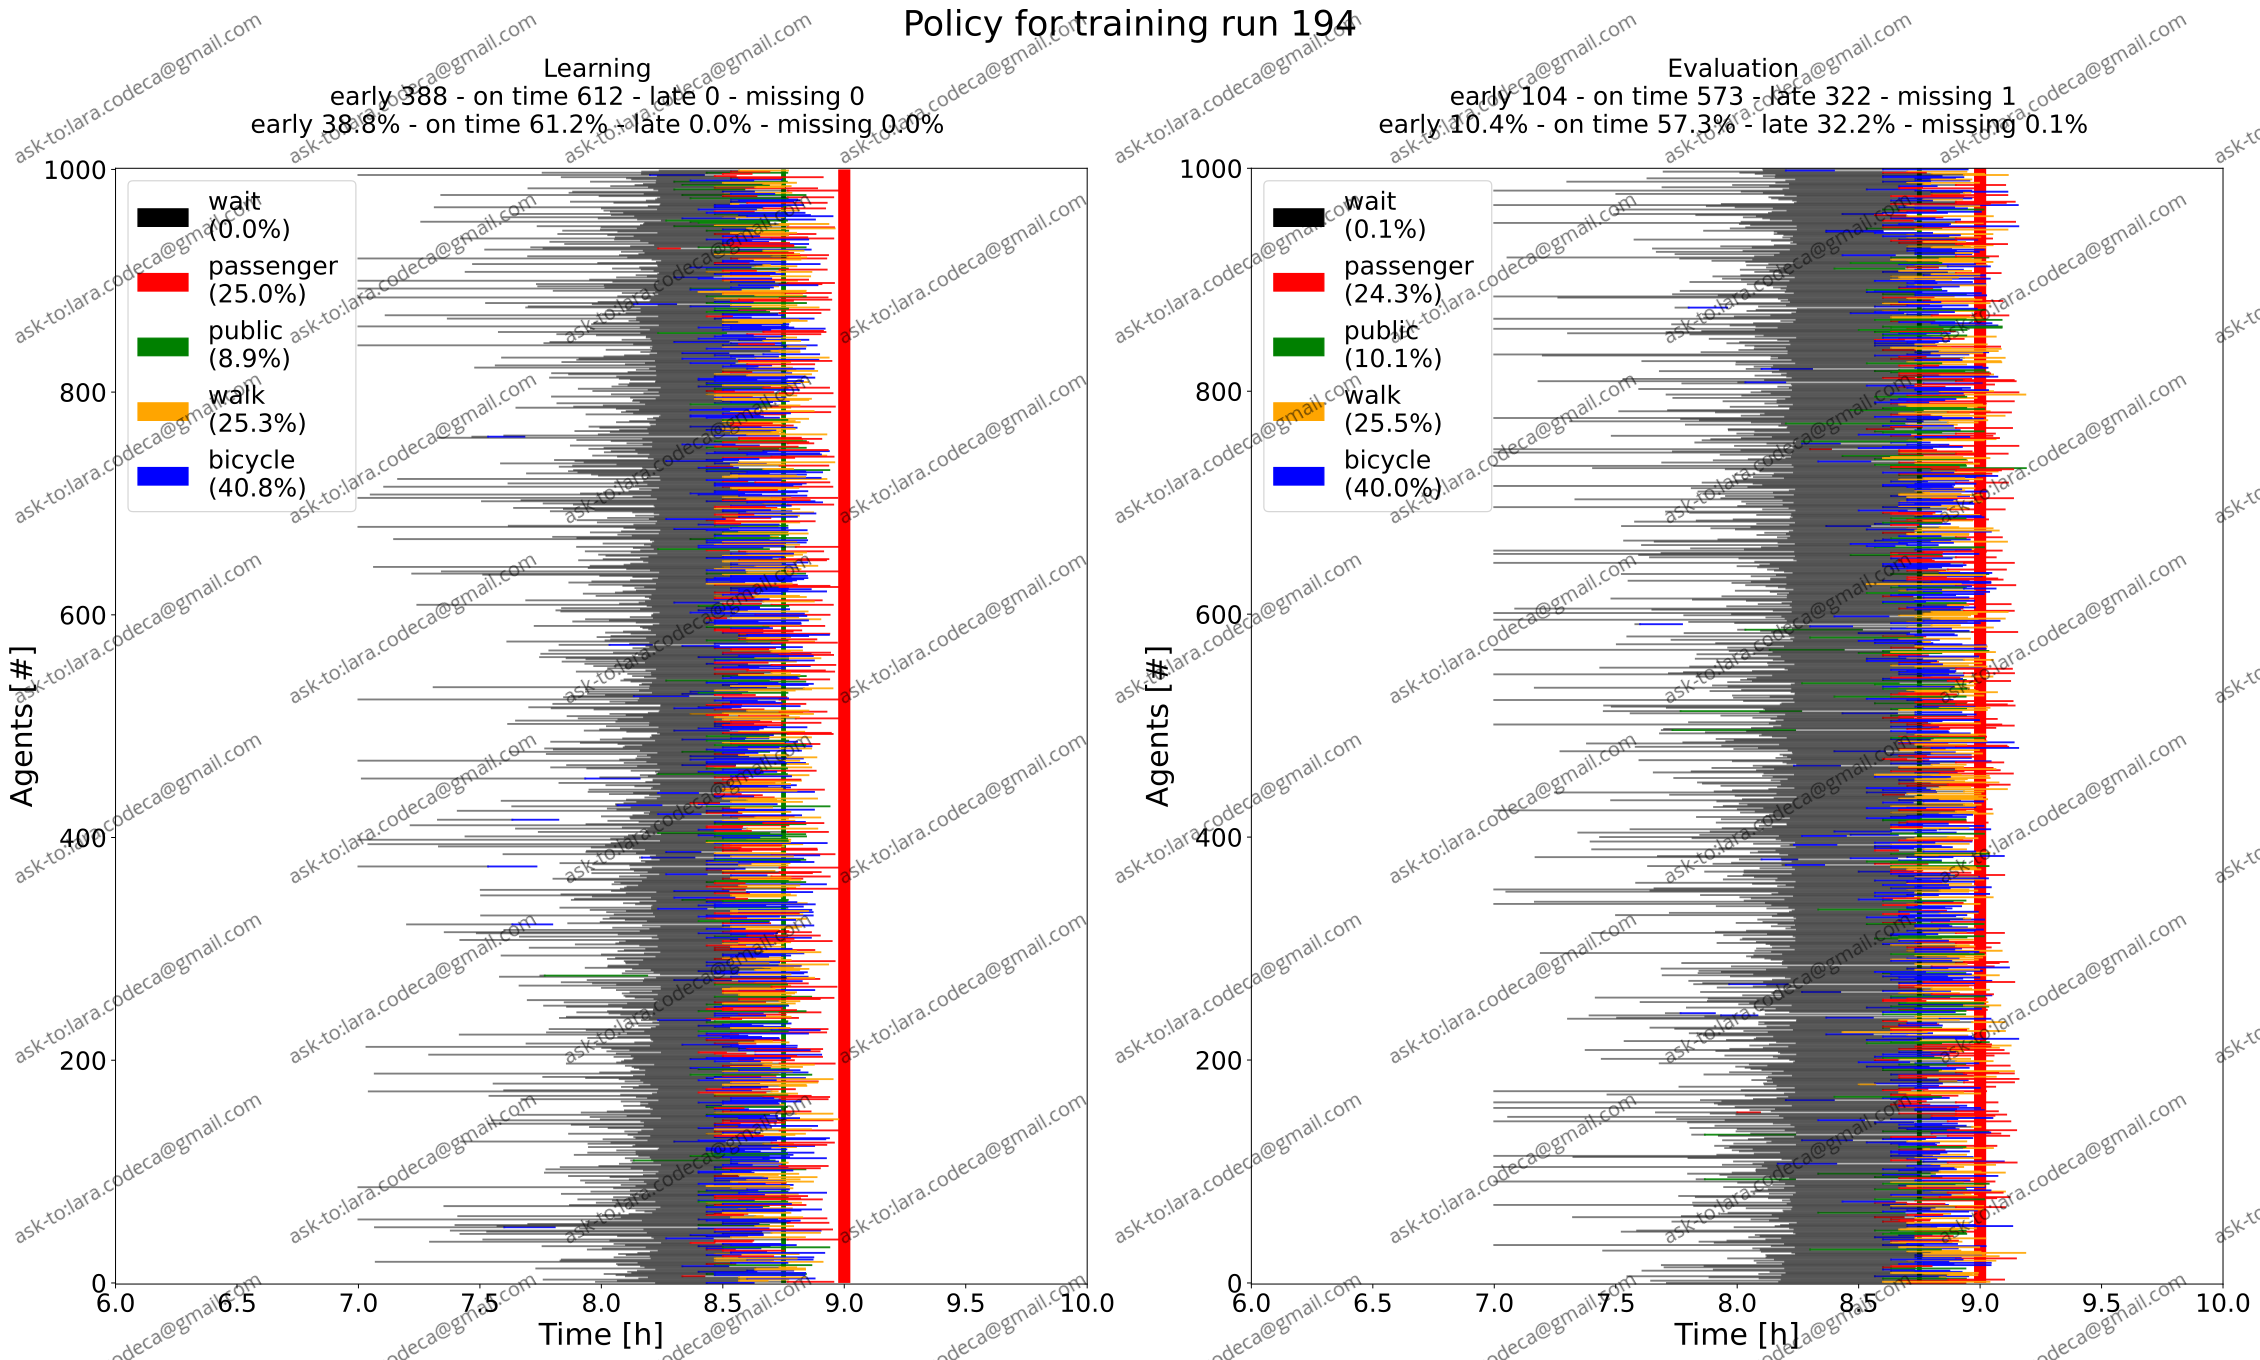 Policy for training run 194
Learning
early 388 - on time 612 - late 0 - missing 0
early 38.8% - on time 61.2% - late 0.0% - missing 0.0%
Evaluation
early 104 - on time 573 - late 322 - missing 1
early 10.4% - on time 57.3% - late 32.2% - missing 0.1%
wait
(0.0%)
passenger
(25.0%)
public
(8.9%)
walk
(25.3%)
bicycle
(40.8%)
1000
800
600
400
200
0
Agents [#]
6.0 6.5 7.0 7.5 8.0 8.5 9.0 9.5 10.0
Time [h]
wait
(0.1%)
passenger
(24.3%)
public
(10.1%)
walk
(25.5%)
bicycle
(40.0%)
1000
800
600
400
200
0
Agents [#]
6.0 6.5 7.0 7.5 8.0 8.5 9.0 9.5 10.0
Time [h]
ask-to:lara.codeca@gmail.com